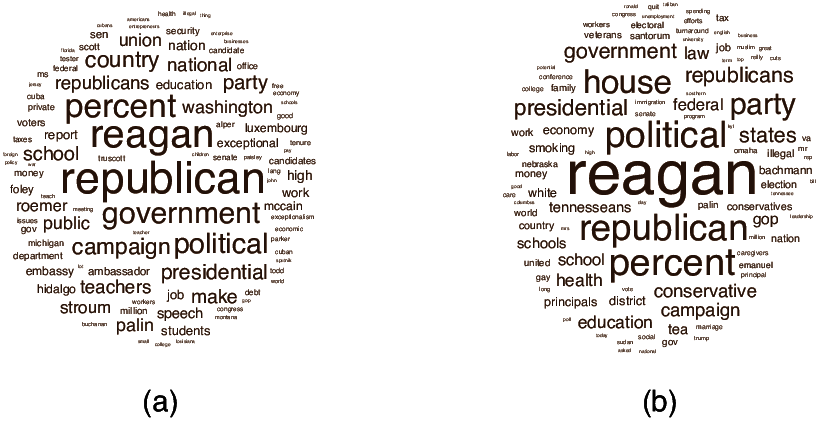 health illegal thing
americans
cubans entrepreneurs enterprise
sen union security businesses
florida scott country nation candidate
tester national office
federal
ms republicans education party free
jersey economy
cuba percent washington schools
private good
voters reagan alper luxembourg
taxes report exceptional tenure
foreign school truscott children senate paisley pay
policy war candidates
money republican lang high
foley teach john work
roemer meeting government mccain
issues public exceptionalism
gov teacher economic
michigan campaign political parker
department cuban
embassy ambassador presidential todd
hidalgo teachers job make debt world
workers gop
stroum million speech congress
buchanan palin students montana
small college louisiana
(a)
ronald quit taliban
congress unemployment spending
workers electoral efforts tax
veterans santorum turnaround english business
university
government law job muslim great
term top reilly cuts
potential house republicans
conference
college family southern
presidential immigration federal party
senate program
work economy political kyl states va
smoking omaha mr
labor high illegal rep
nebraska reagan bachmann
money election bill
good white tennessee
care
columbus tennesseans day palin conservatives
world leadership
country mrs republican gop
schools million nation
united school percent caregivers
emanuel
gay health principal
long vote conservative
principals district
poll education campaign
today social tea marriage
sudan gov trump
asked national
(b)